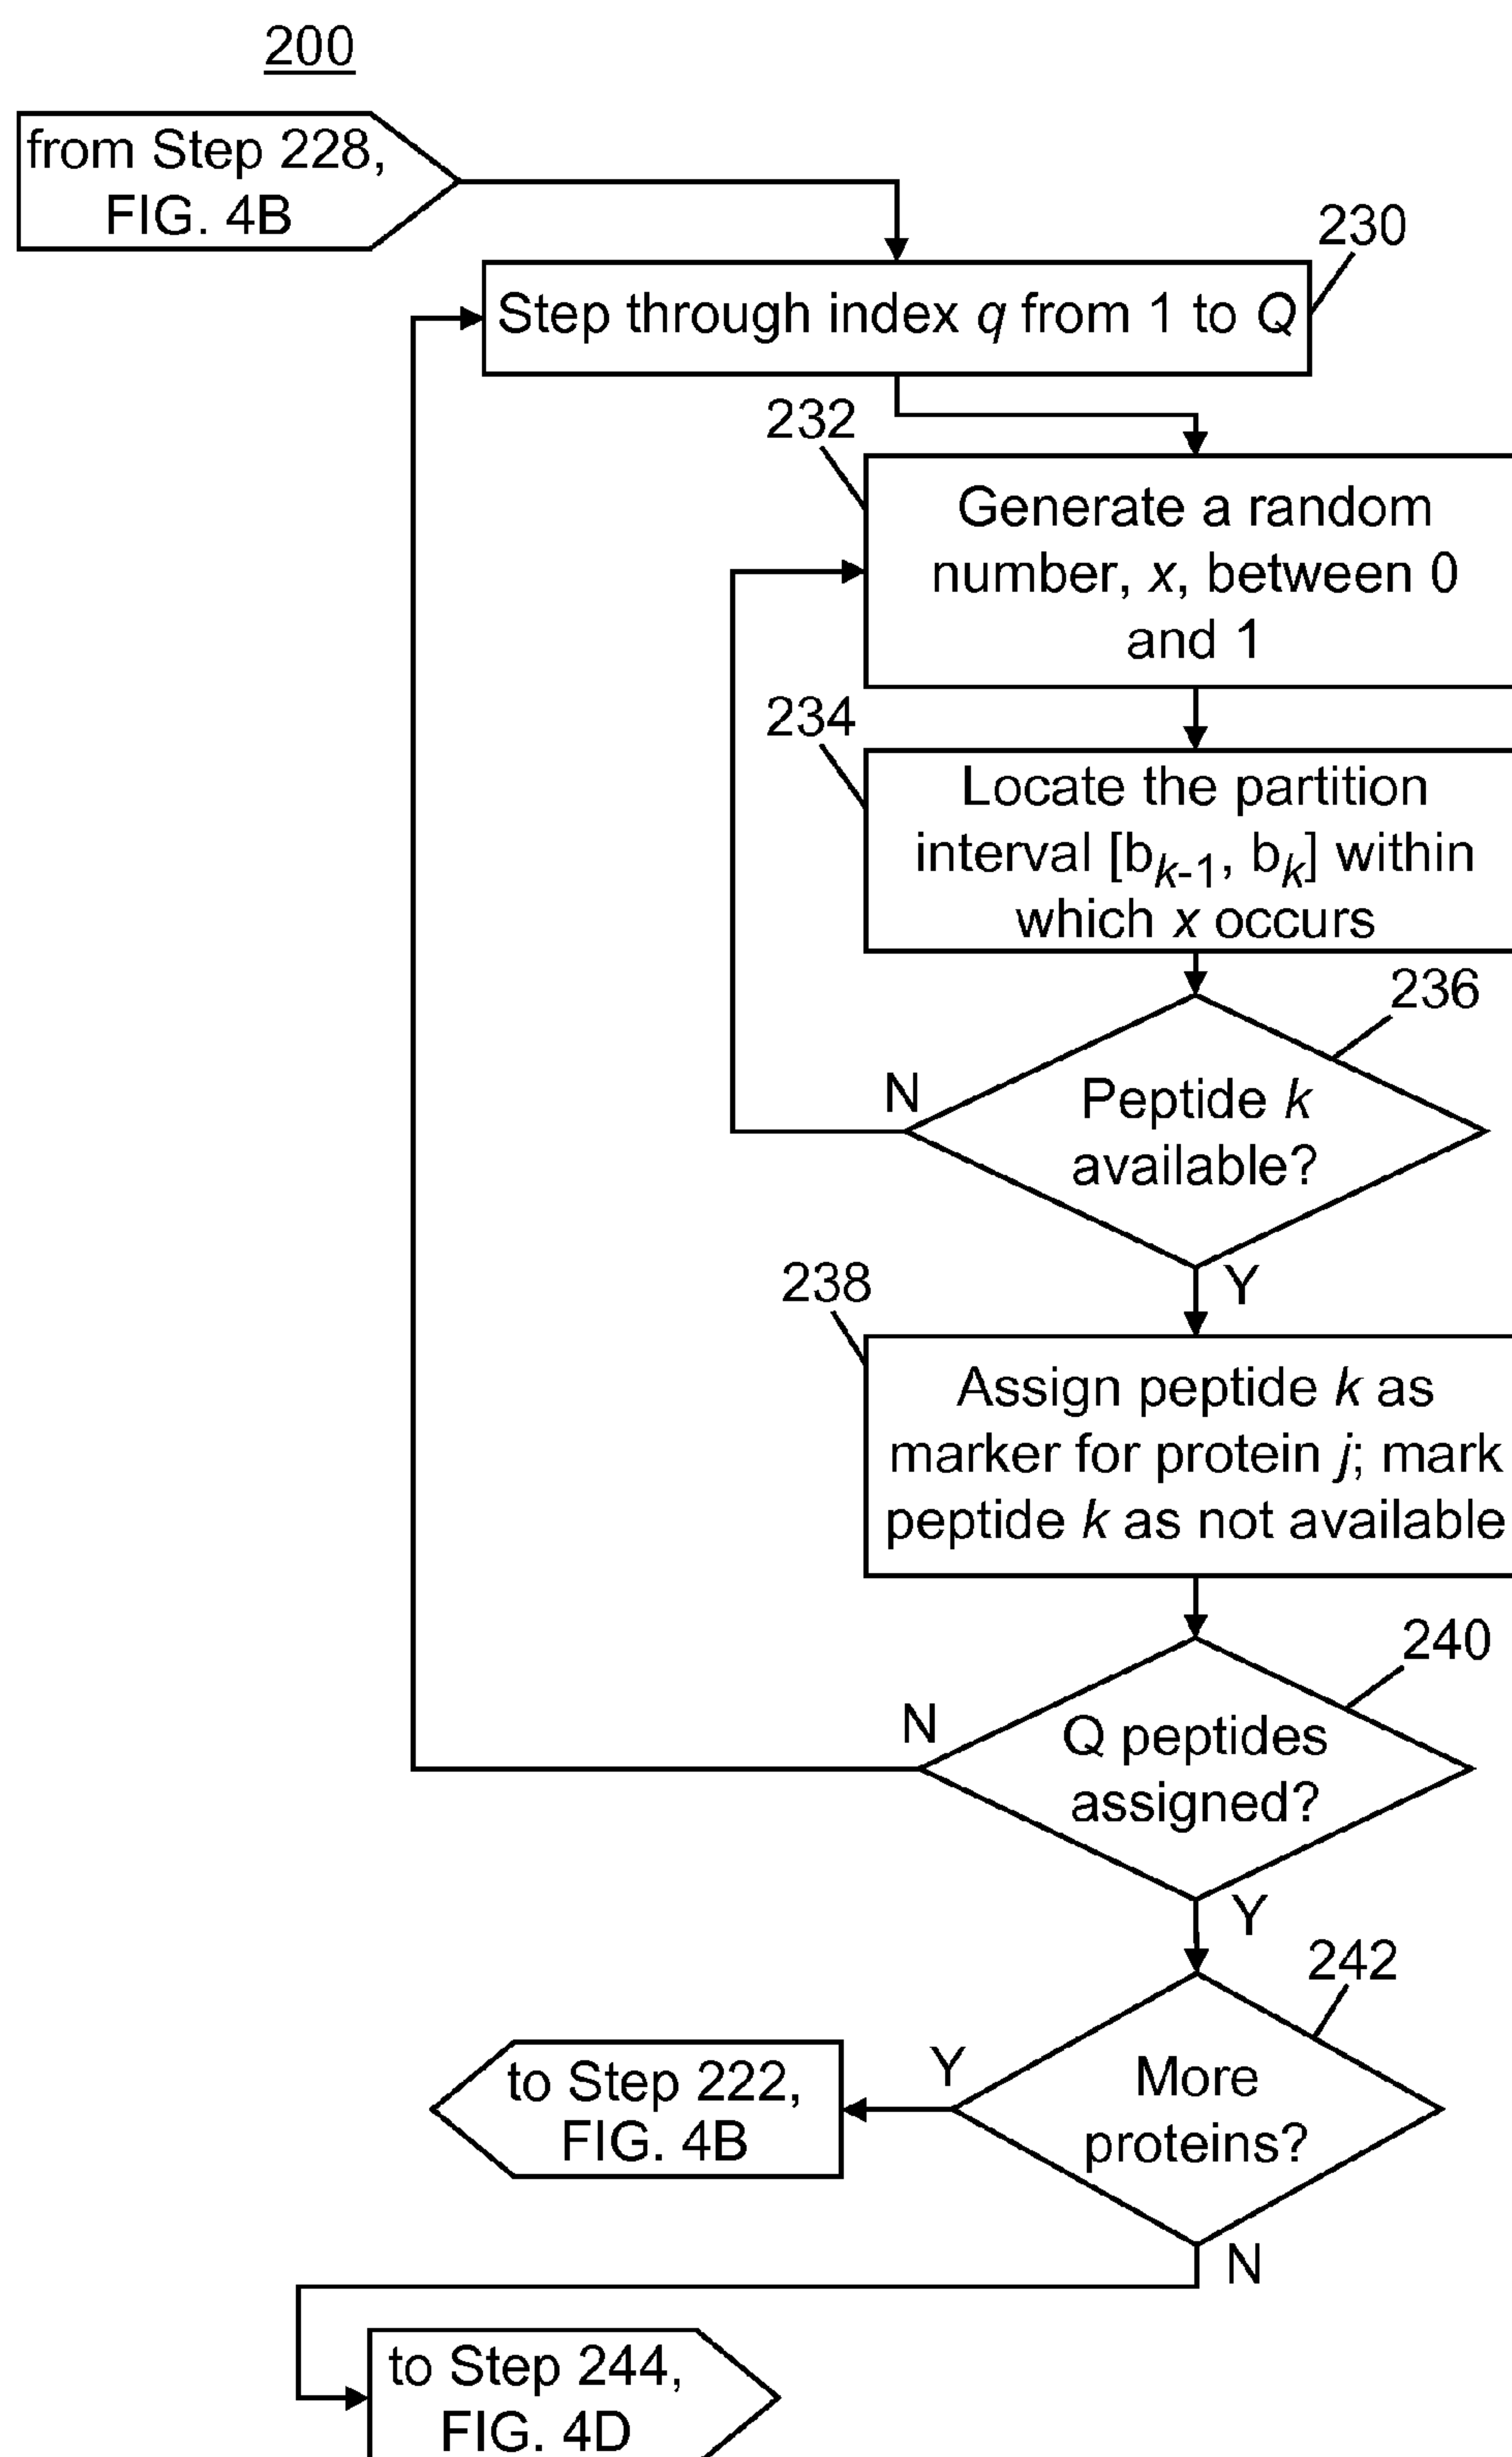 200
from Step 228,
FIG. 4B
230
Step through index q from 1 to Q
232
Generate a random
number, x, between 0
and 1
234
Locate the partition
interval [bk-1, bk] within
which x occurs
236
Peptide k
available?
N
Y
238
Assign peptide k as
marker for protein j; mark
peptide k as not available
240
Q peptides
assigned?
N
Y
242
More
proteins?
Y
to Step 222,
FIG. 4B
N
to Step 244,
FIG. 4D